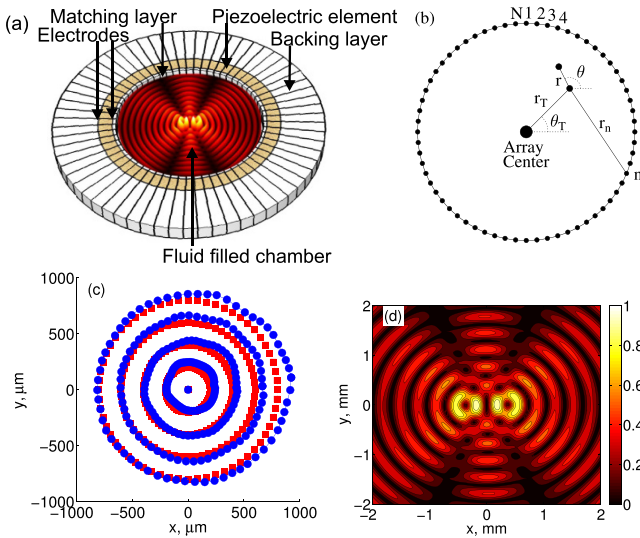 (a)
Matching layer
Piezoelectric element
Electrodes
Backing layer
Fluid filled chamber
(b)
N 1 2 3 4
r
θ
r_T
θ_T
r_n
Array
Center
n
(c)
1000
500
0
-500
-1000
y, μm
-1000
-500
0
500
1000
x, μm
(d)
2
1
0
-1
-2
y, mm
-2
-1
0
1
2
x, mm
1
0.8
0.6
0.4
0.2
0